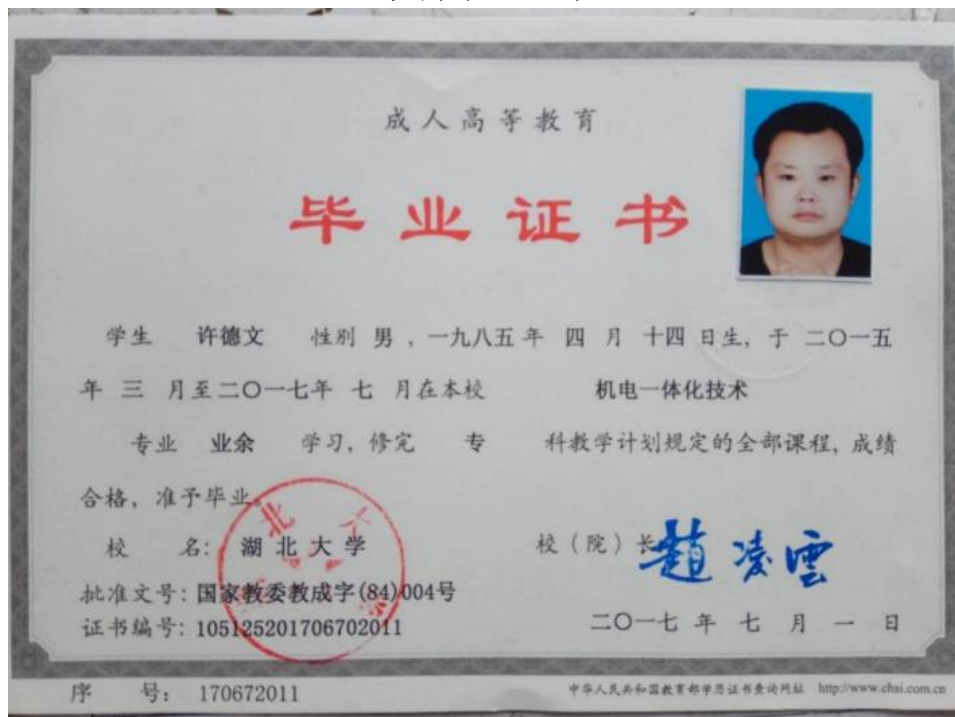 成人高等教育
毕业证书
学生 许德文 性别 男 ,一九八五年 四 月 十四 日生, 于 二〇一五
年 三 月至二〇一七年 七 月在本校 机电一体化技术
专业 业余 学习, 修完 专 科教学计划规定的全部课程, 成绩
合格, 准予毕业。
校 名: 湖北大学
校（院）长 趙凌雲
批准文号: 国家教委教成字(84)004号
证书编号: 105125201706702011
二〇一七 年 七 月 一 日
序 号: 170672011
中华人民共和国教育部学历证书查询网站 http://www.chsi.com.cn